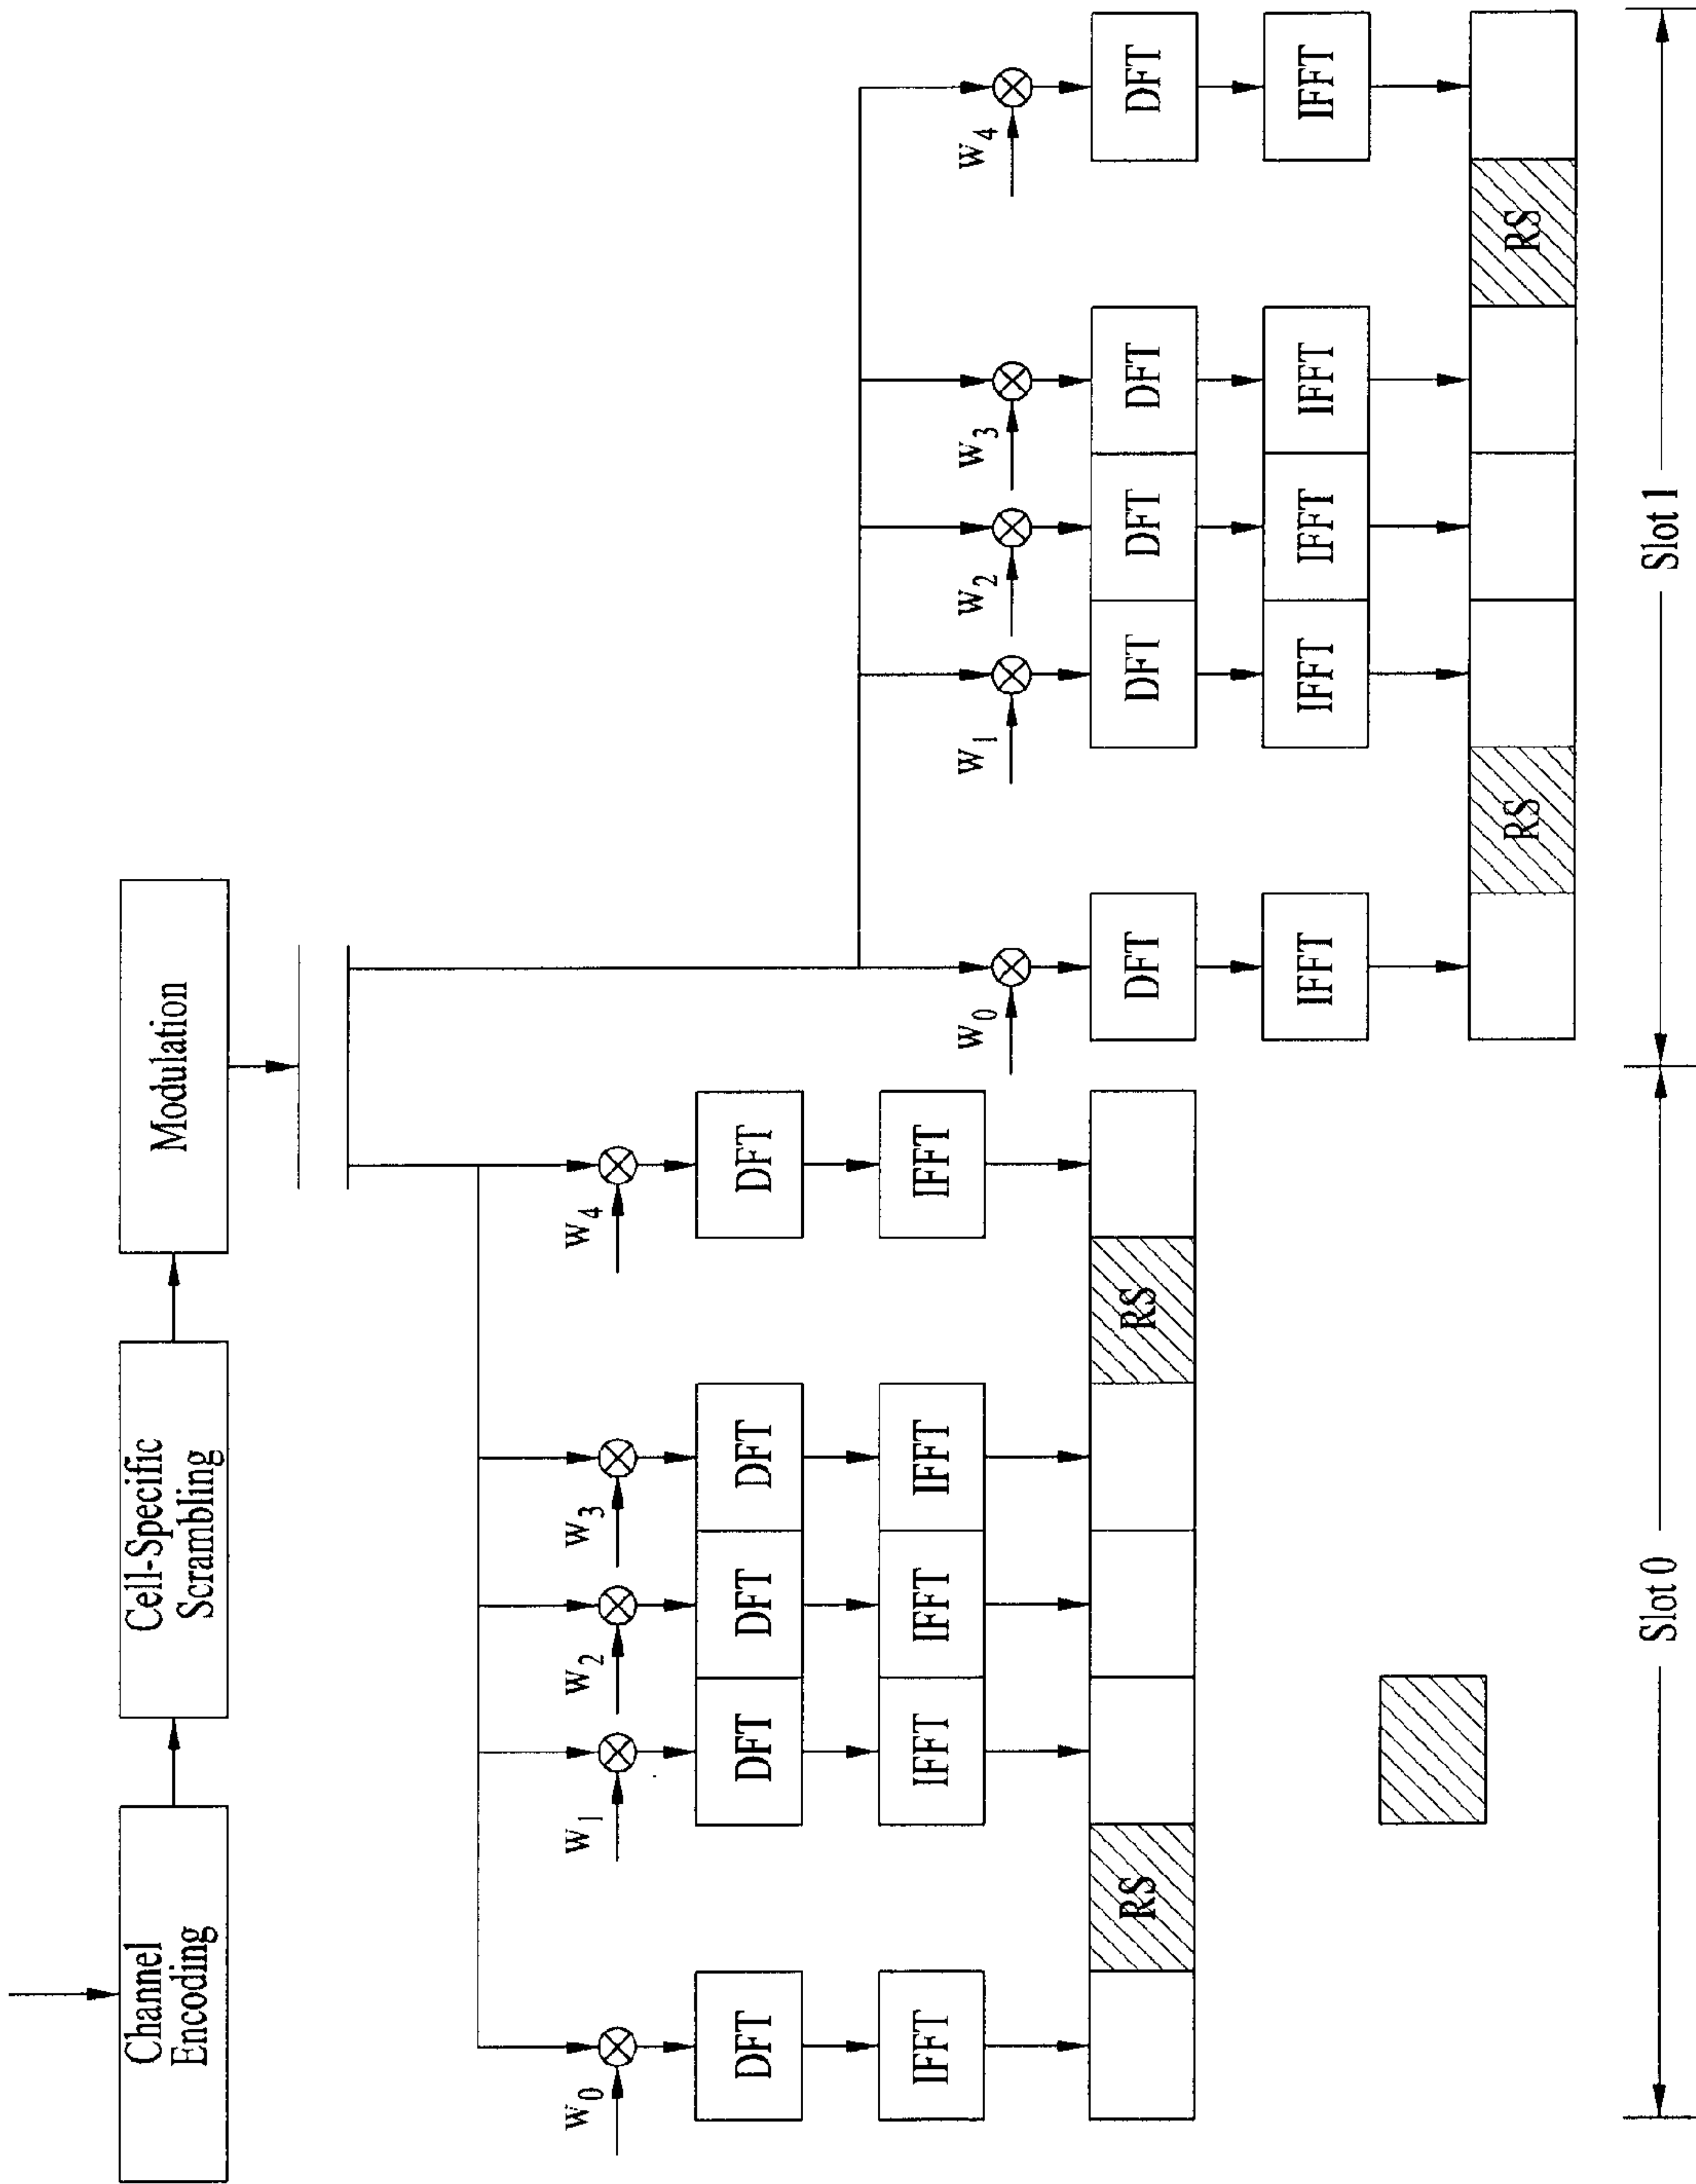 Channel
Encoding
Cell-Specific
Scrambling
Modulation
W0
W1
W2
W3
W4
DFT
DFT
DFT
DFT
DFT
IFFT
IFFT
IFFT
IFFT
IFFT
RS
RS
W0
W1
W2
W3
W4
DFT
DFT
DFT
DFT
DFT
IFFT
IFFT
IFFT
IFFT
IFFT
RS
RS
Slot 0
Slot 1